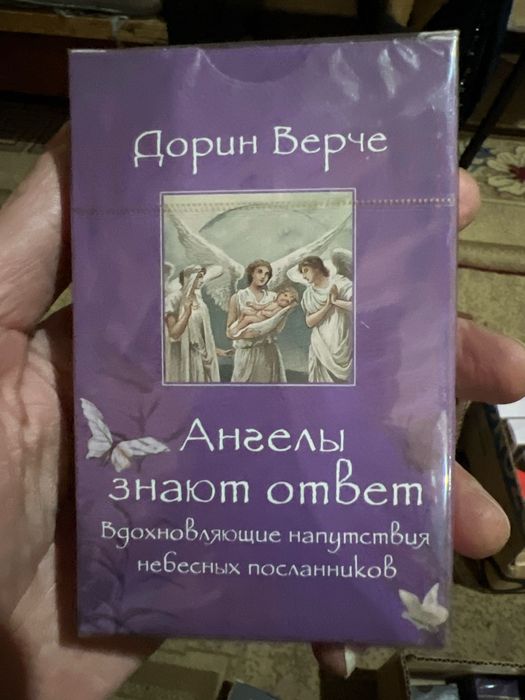 Дорин Верче
Ангелы
знают ответ
Вдохновляющие напутствия
небесных посланников